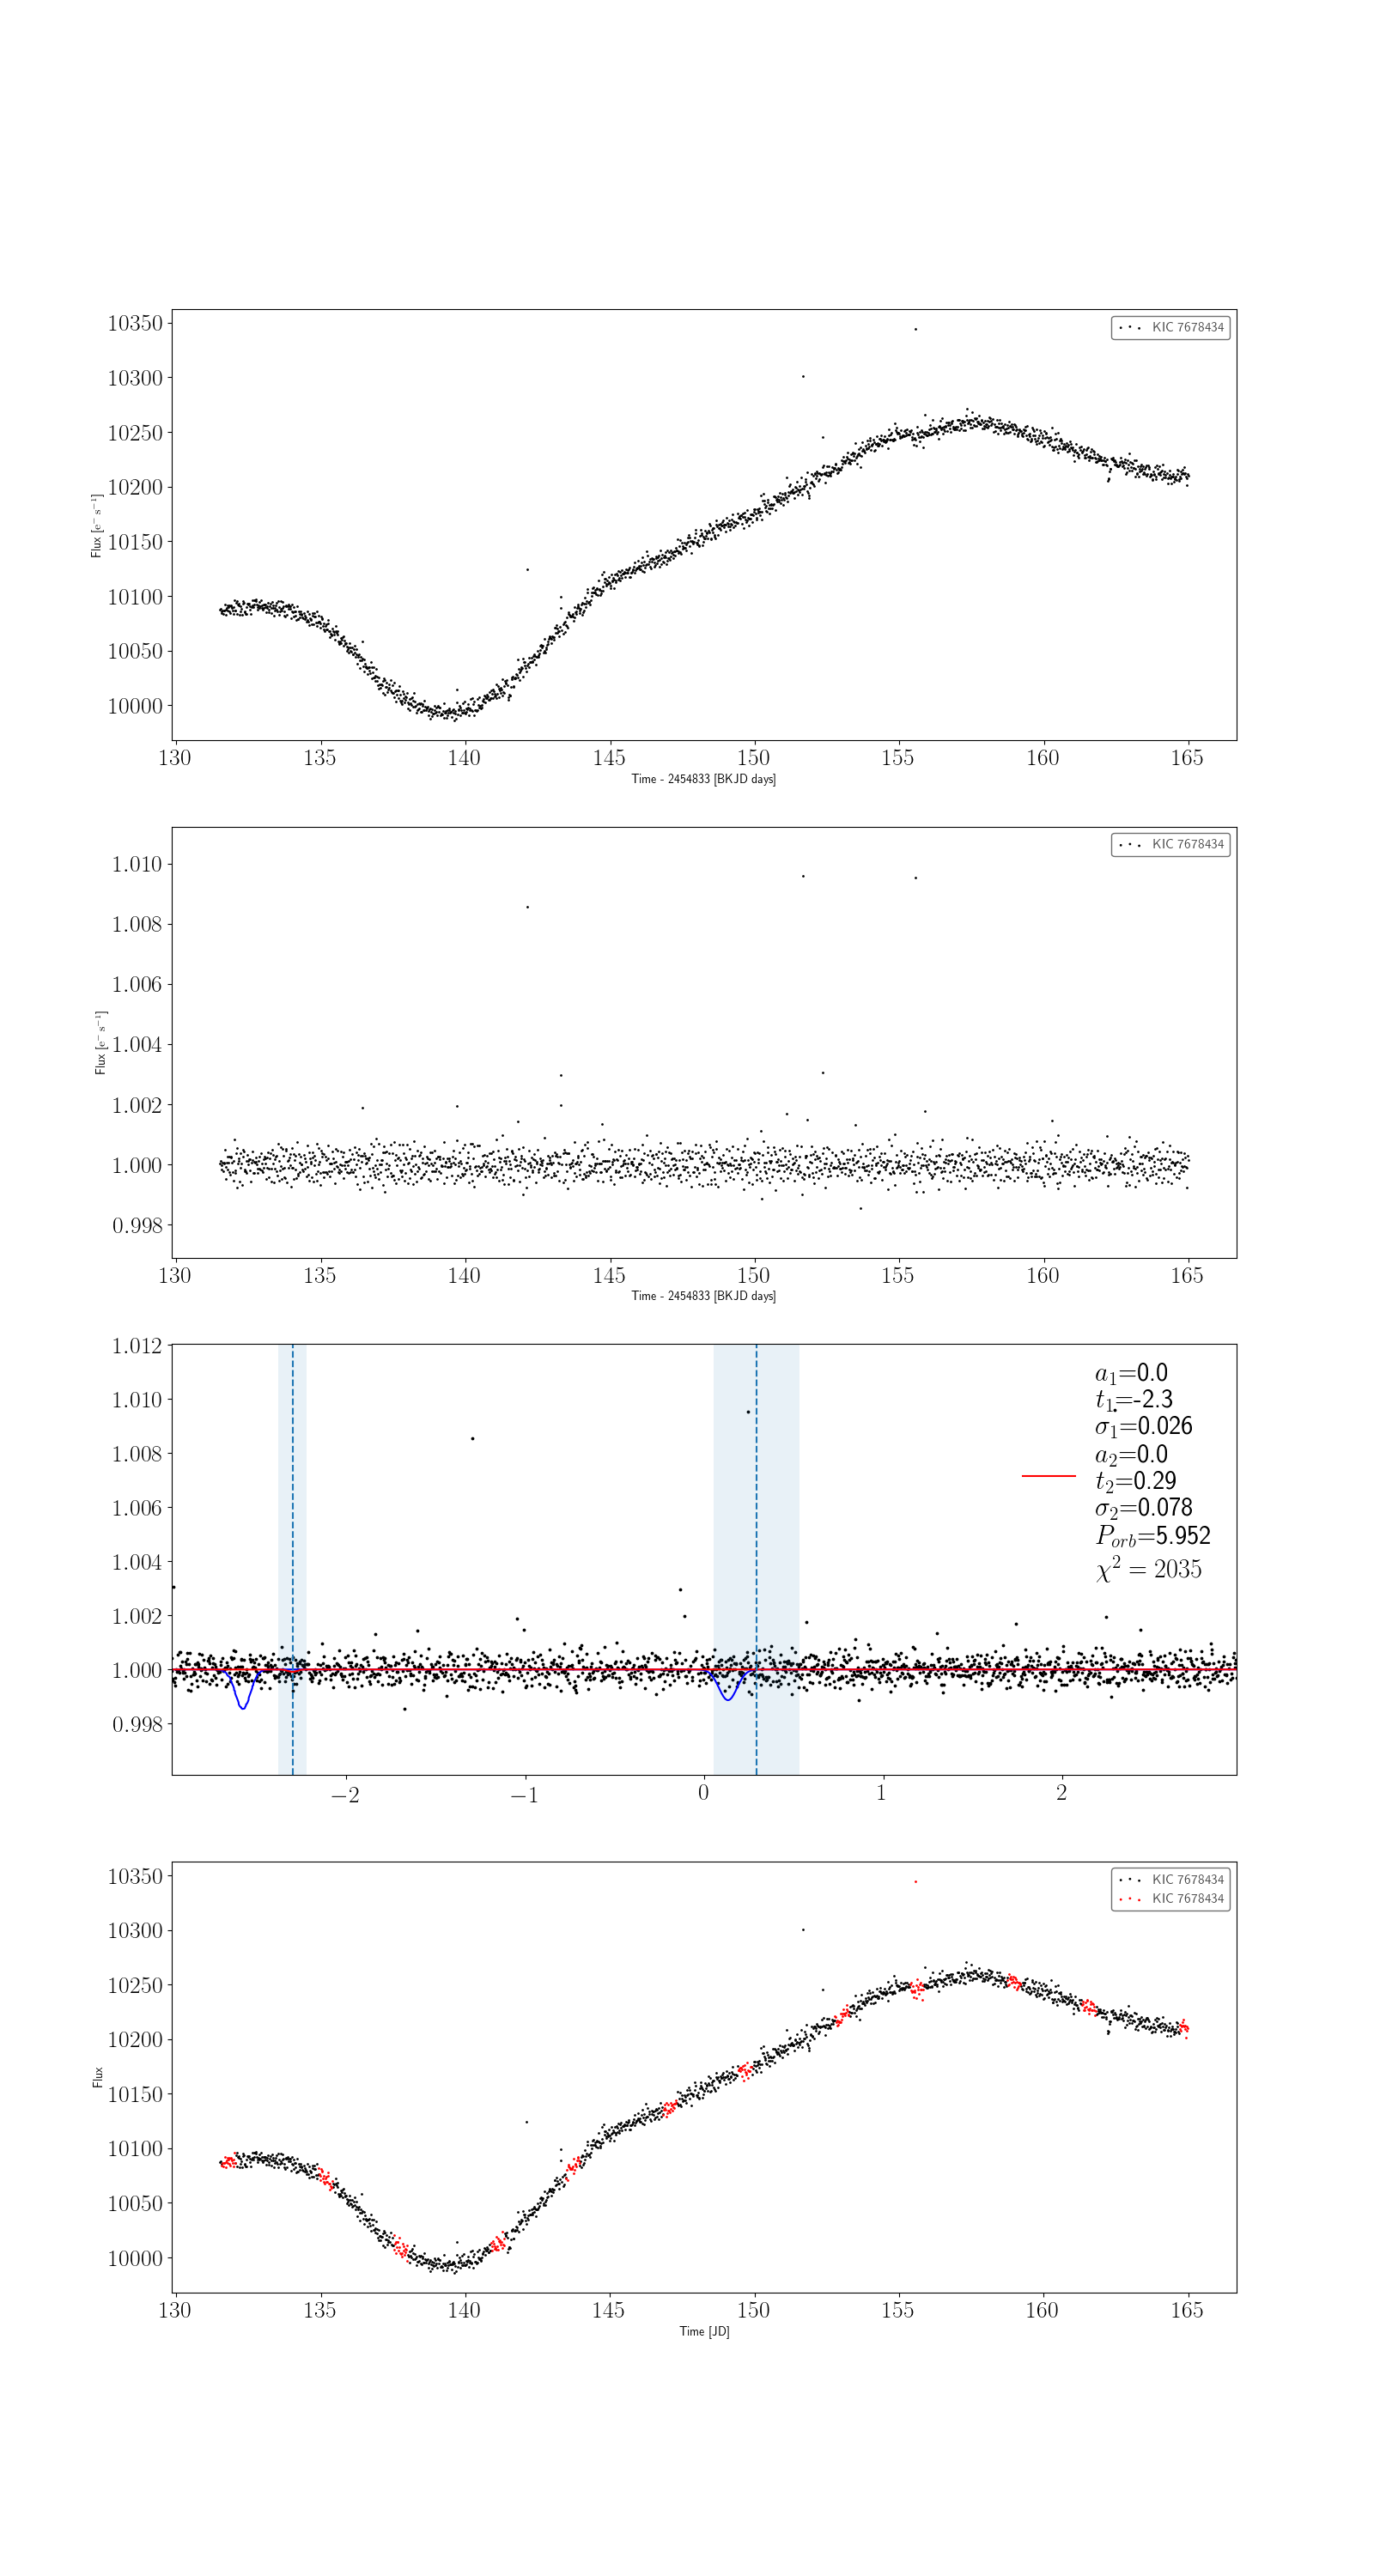 10350
10300
10250
10200
10150
10100
10050
10000
Flux [e⁻ s⁻¹]
KIC 7678434
130 135 140 145 150 155 160 165
Time - 2454833 [BKJD days]
1.010
1.008
1.006
1.004
1.002
1.000
0.998
Flux [e⁻ s⁻¹]
KIC 7678434
130 135 140 145 150 155 160 165
Time - 2454833 [BKJD days]
1.012
1.010
1.008
1.006
1.004
1.002
1.000
0.998
a₁=0.0
t₁=-2.3
σ₁=0.026
a₂=0.0
t₂=0.29
σ₂=0.078
P_orb=5.952
χ² = 2035
−2 −1 0 1 2
10350
10300
10250
10200
10150
10100
10050
10000
Flux
KIC 7678434
KIC 7678434
130 135 140 145 150 155 160 165
Time [JD]